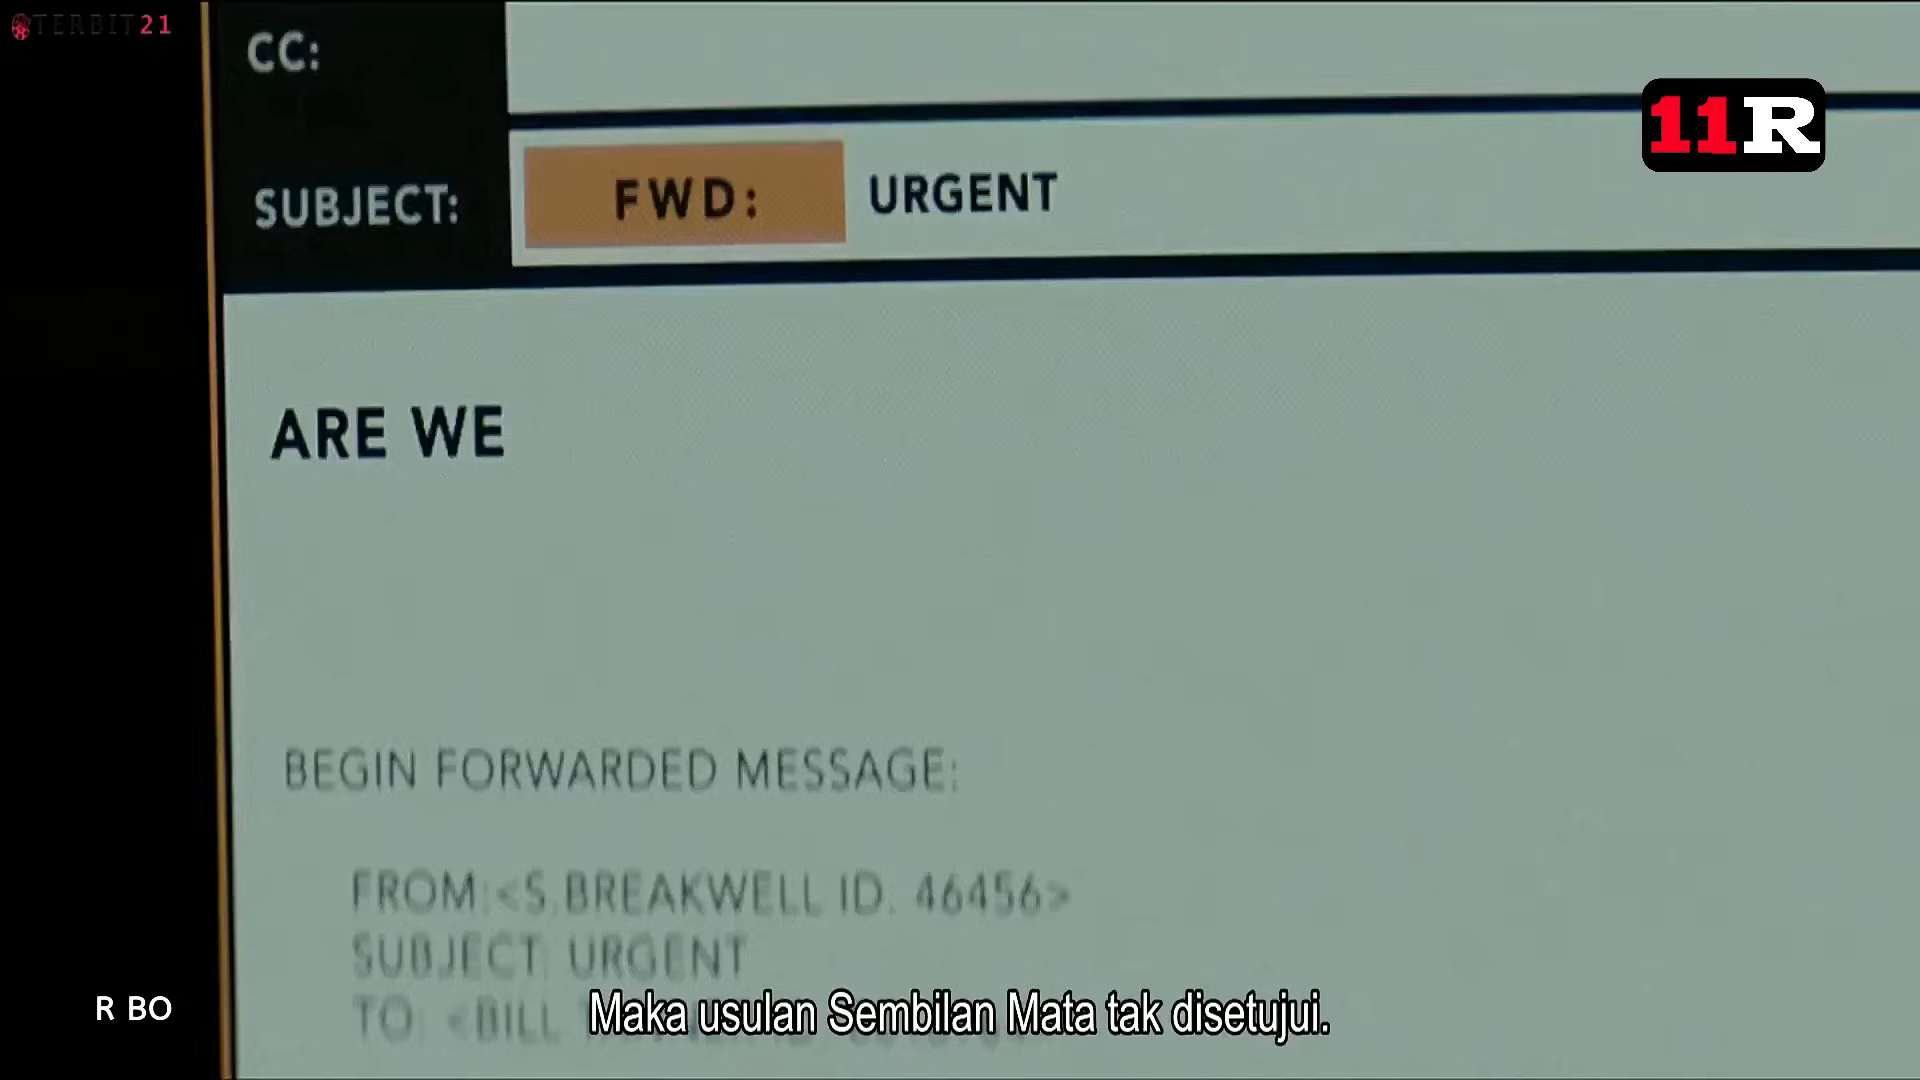 TERBIT21
CC:
11R
SUBJECT: FWD: URGENT
ARE WE
BEGIN FORWARDED MESSAGE:
FROM:<S.BREAKWELL ID. 46456>
SUBJECT: URGENT
TO: <BILL
R BO
Maka usulan Sembilan Mata tak disetujui.